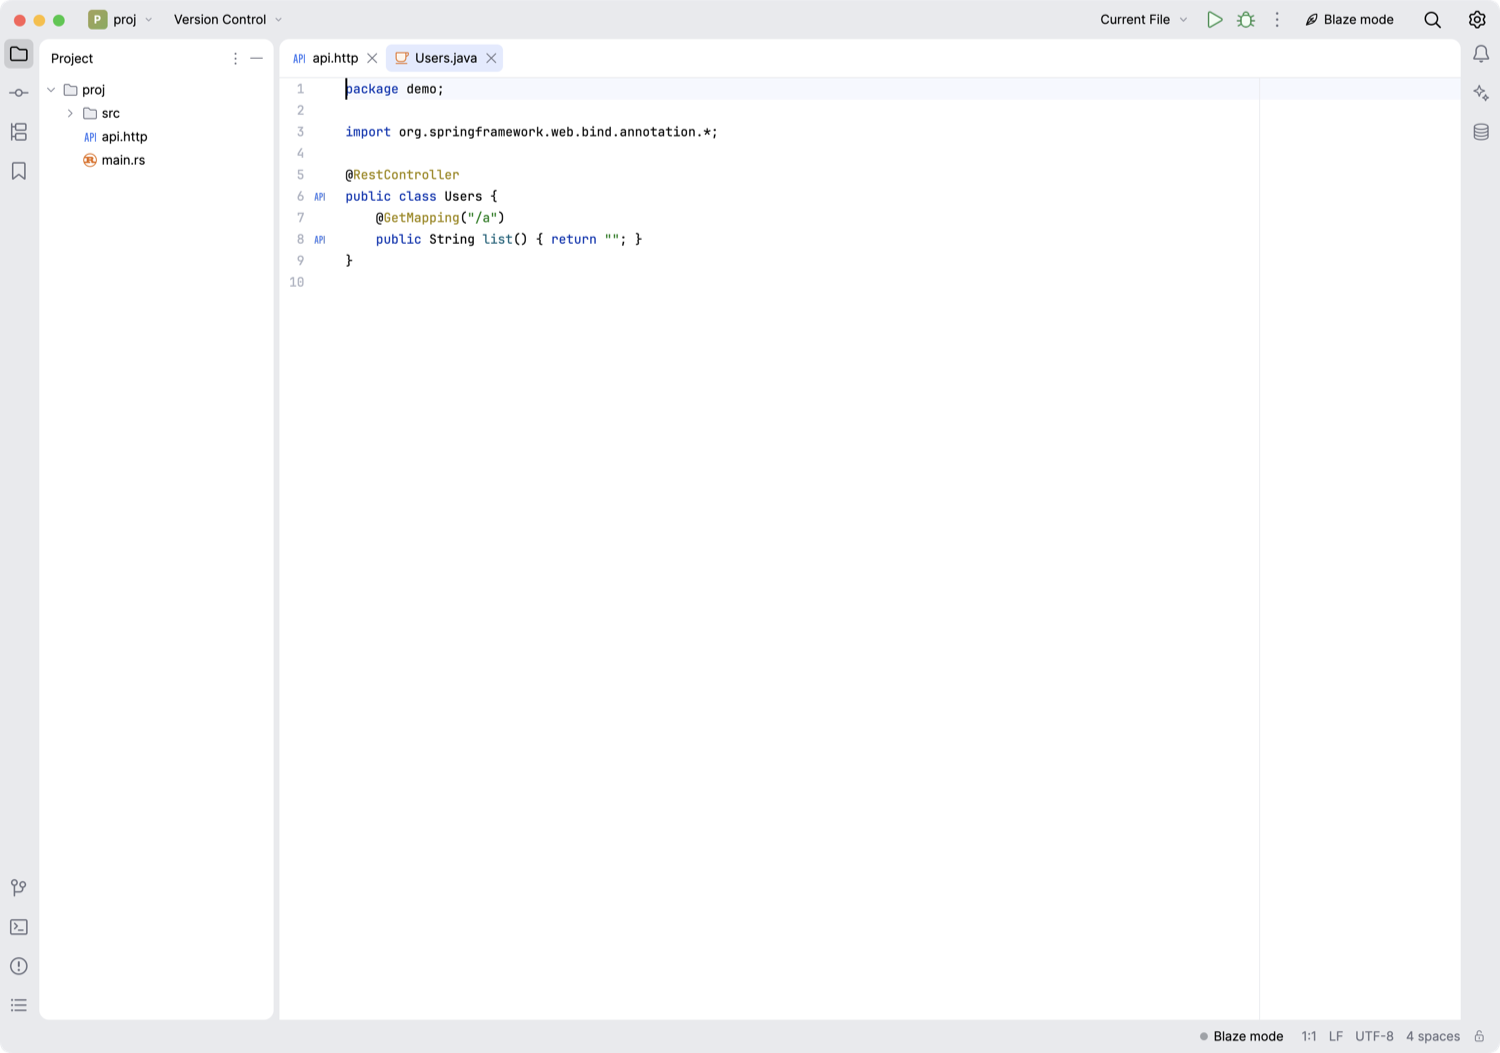 P proj Version Control Current File Blaze mode
Project
API api.http Users.java
proj
src
API api.http
main.rs
1 package demo;
2
3 import org.springframework.web.bind.annotation.*;
4
5 @RestController
6 API public class Users {
7 @GetMapping("/a")
8 API public String list() { return ""; }
9 }
10
Blaze mode 1:1 LF UTF-8 4 spaces